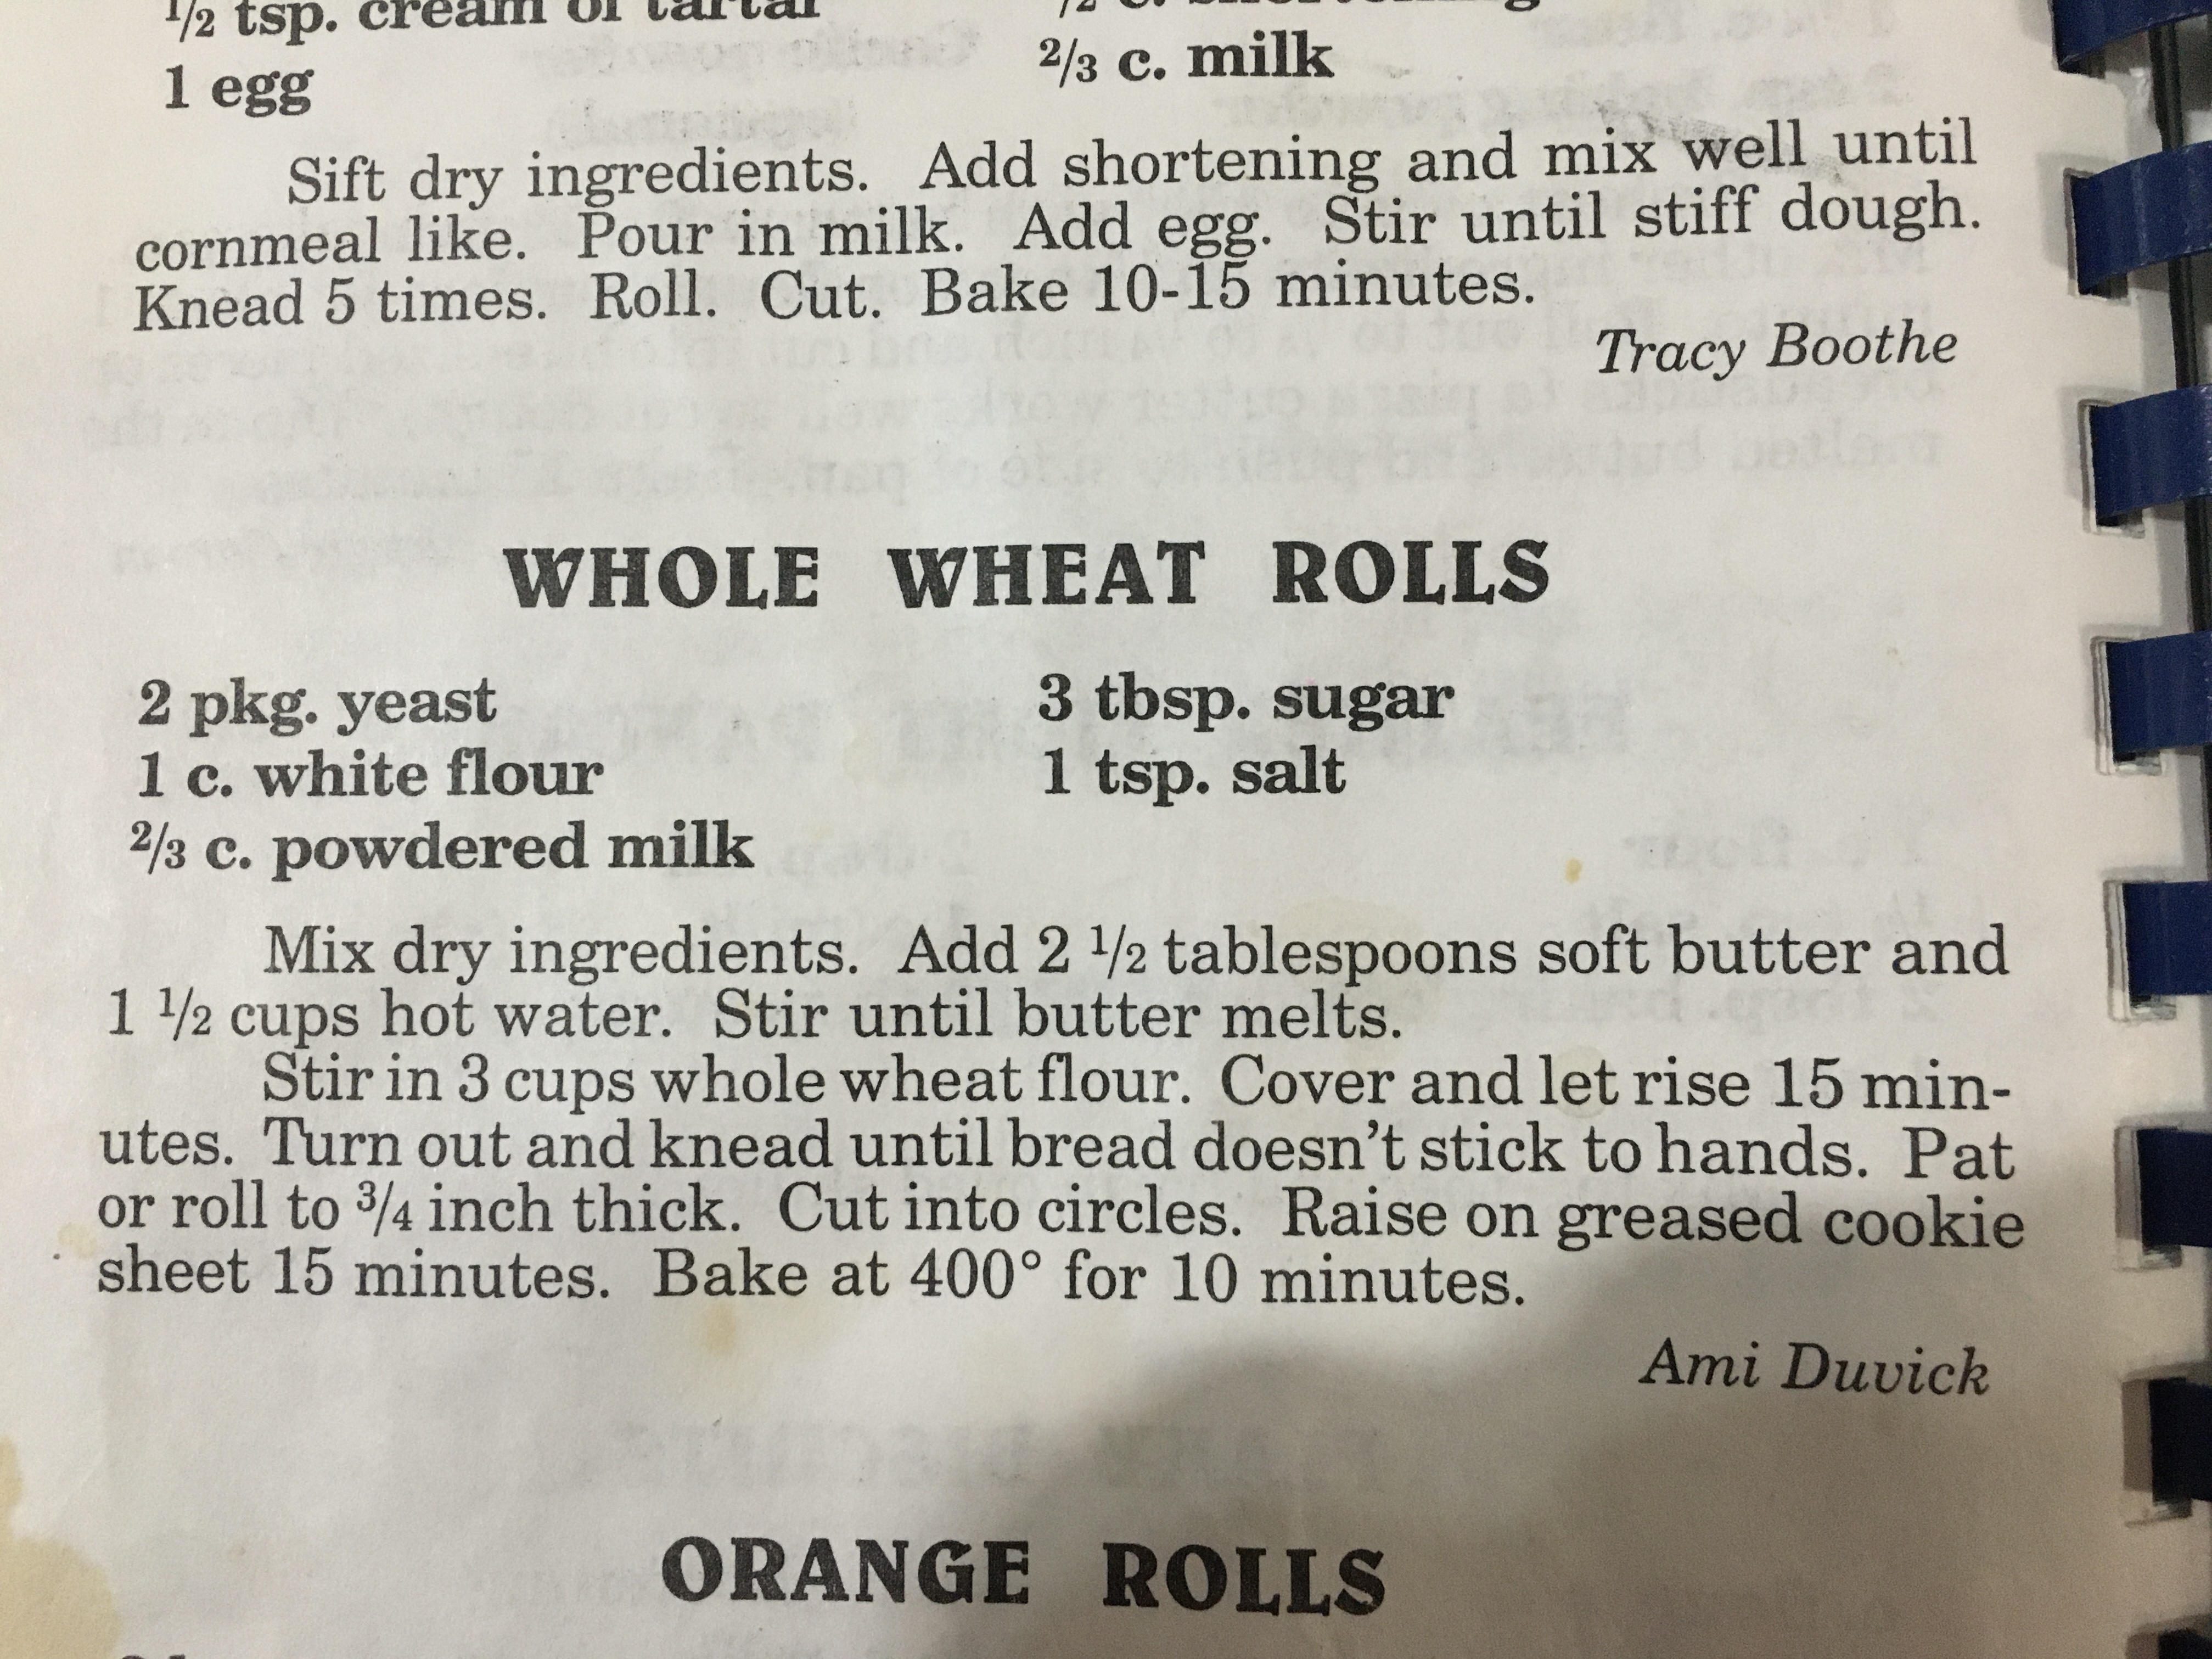 1/2 tsp. cream of tartar
1 egg
1/2 c. shortening
2/3 c. milk
Sift dry ingredients. Add shortening and mix well until
cornmeal like. Pour in milk. Add egg. Stir until stiff dough.
Knead 5 times. Roll. Cut. Bake 10-15 minutes.
Tracy Boothe
WHOLE WHEAT ROLLS
2 pkg. yeast
1 c. white flour
2/3 c. powdered milk
3 tbsp. sugar
1 tsp. salt
Mix dry ingredients. Add 2 1/2 tablespoons soft butter and
1 1/2 cups hot water. Stir until butter melts.
Stir in 3 cups whole wheat flour. Cover and let rise 15 min-
utes. Turn out and knead until bread doesn't stick to hands. Pat
or roll to 3/4 inch thick. Cut into circles. Raise on greased cookie
sheet 15 minutes. Bake at 400° for 10 minutes.
Ami Duvick
ORANGE ROLLS